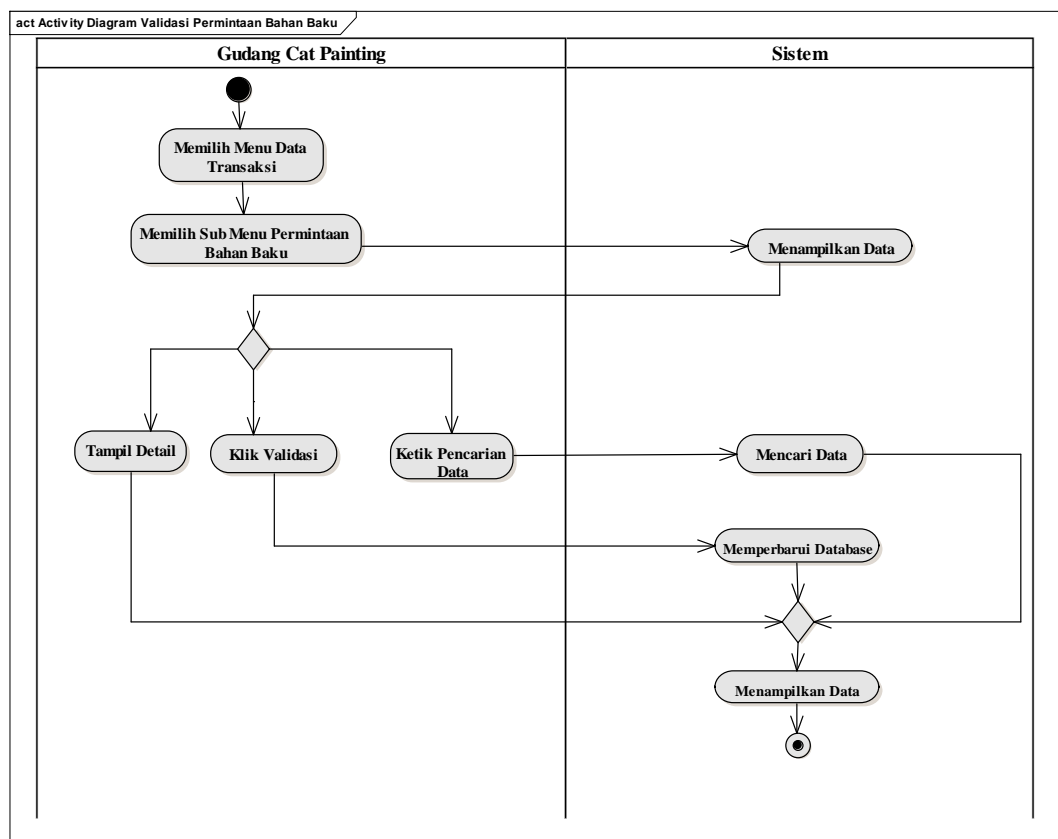 act Activity Diagram Validasi Permintaan Bahan Baku
Gudang Cat Painting
Sistem
Memilih Menu Data
Transaksi
Memilih Sub Menu Permintaan
Bahan Baku
Menampilkan Data
Tampil Detail
Klik Validasi
Ketik Pencarian
Data
Mencari Data
Memperbarui Database
Menampilkan Data